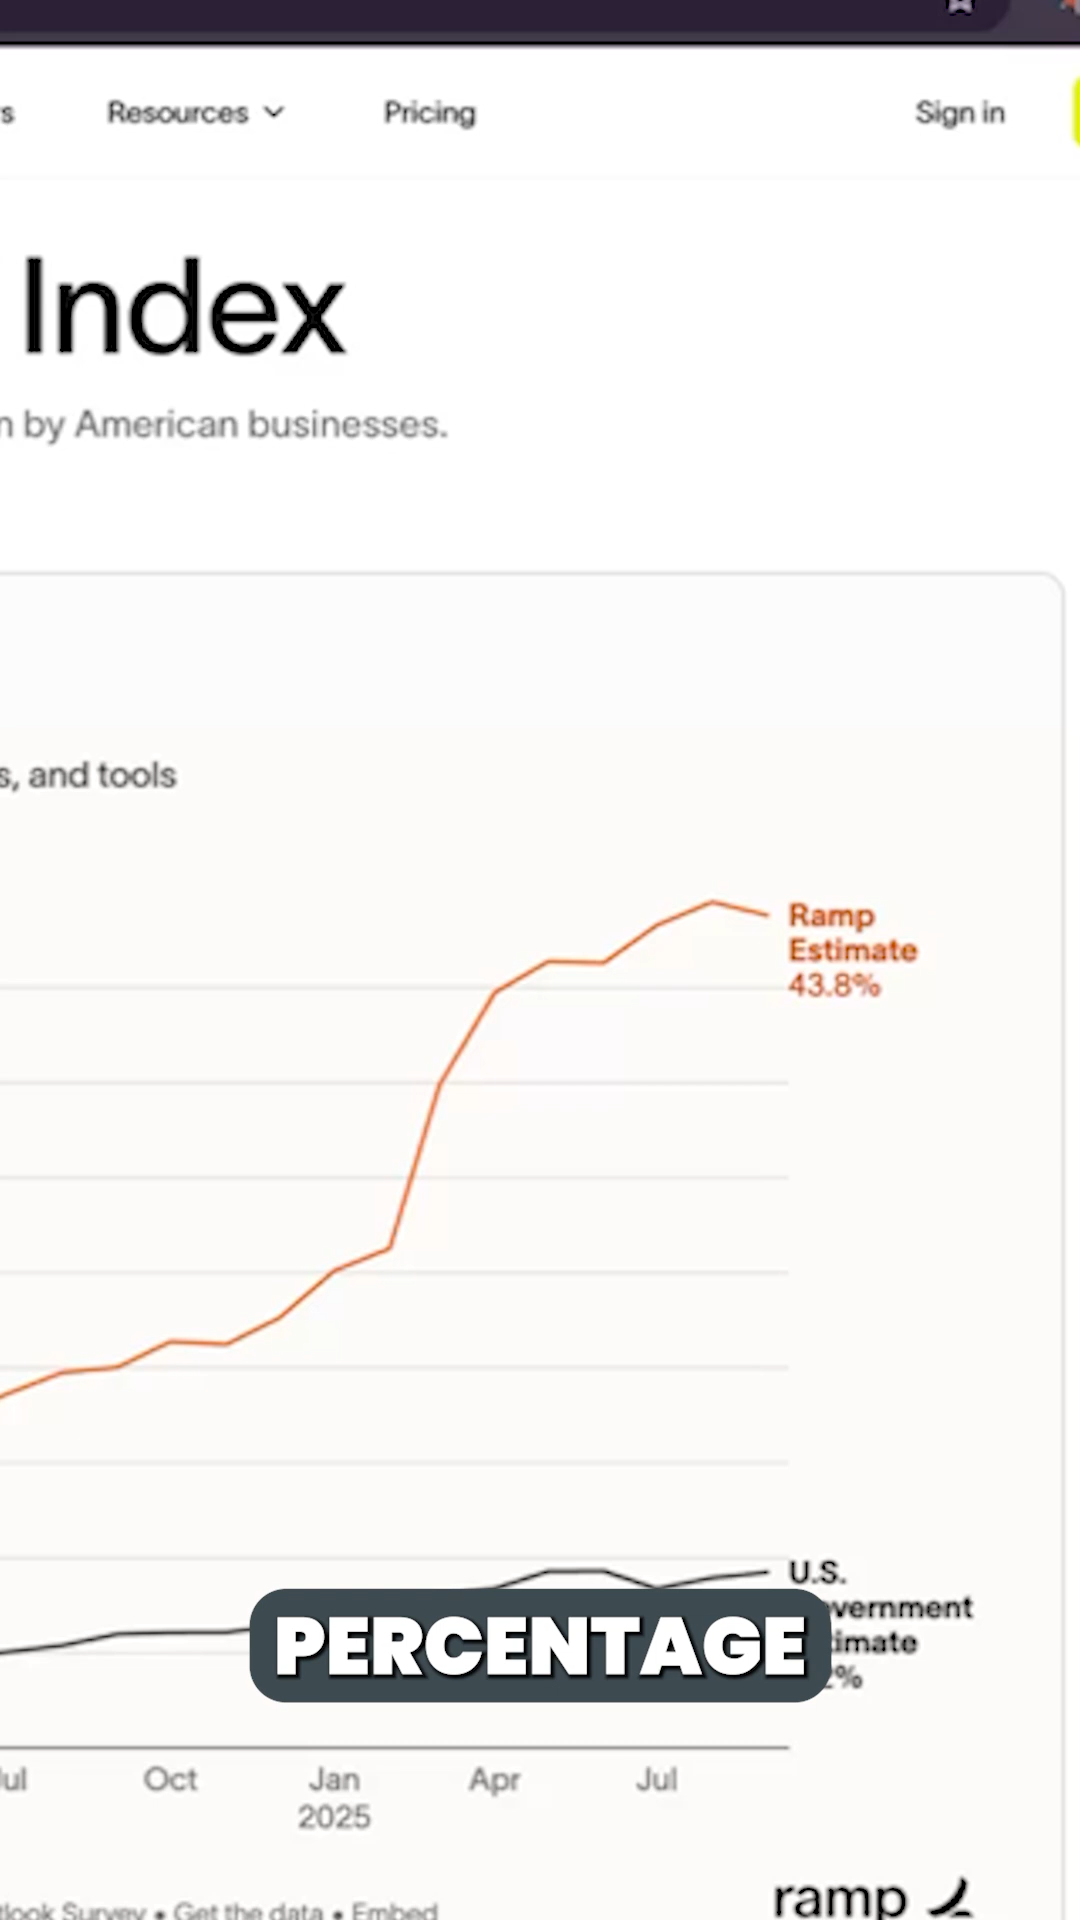 Resources
Pricing
Sign in
Index
by American businesses.
and tools
Ramp
Estimate
43.8%
U.S.
PERCENTAGE
Oct
Jan
Apr
Jul
2025
Survey • Get the data • Embed
ramp